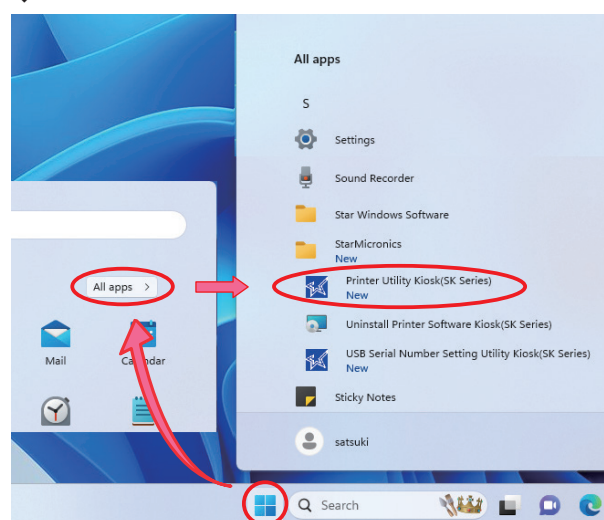 All apps
S
Settings
Sound Recorder
Star Windows Software
StarMicronics
New
All apps >
Printer Utility Kiosk(SK Series)
New
Uninstall Printer Software Kiosk(SK Series)
Mail
Calendar
USB Serial Number Setting Utility Kiosk(SK Series)
New
Sticky Notes
satsuki
Search